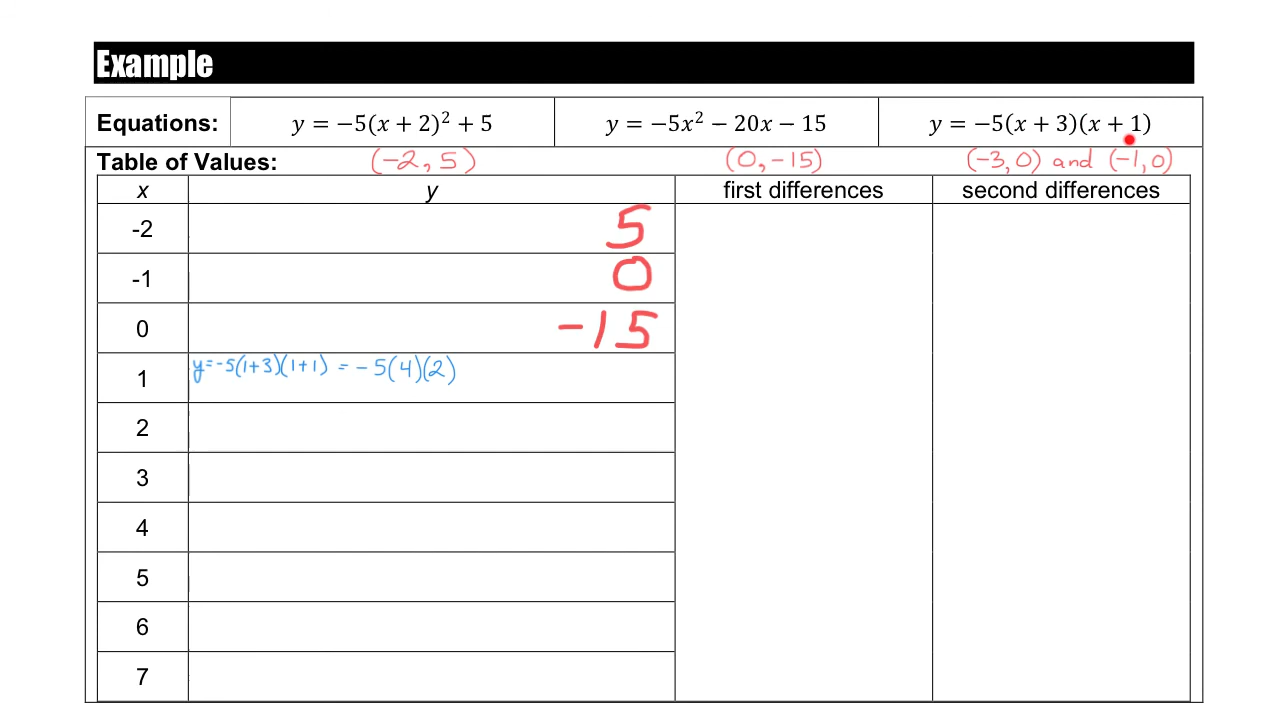 Example
Equations: y = −5(x + 2)² + 5 y = −5x² − 20x − 15 y = −5(x + 3)(x + 1)
Table of Values: (-2, 5) (0, -15) (-3, 0) and (-1, 0)
x y first differences second differences
-2 5
-1 0
0 -15
1 y=-5(1+3)(1+1) = -5(4)(2)
2
3
4
5
6
7